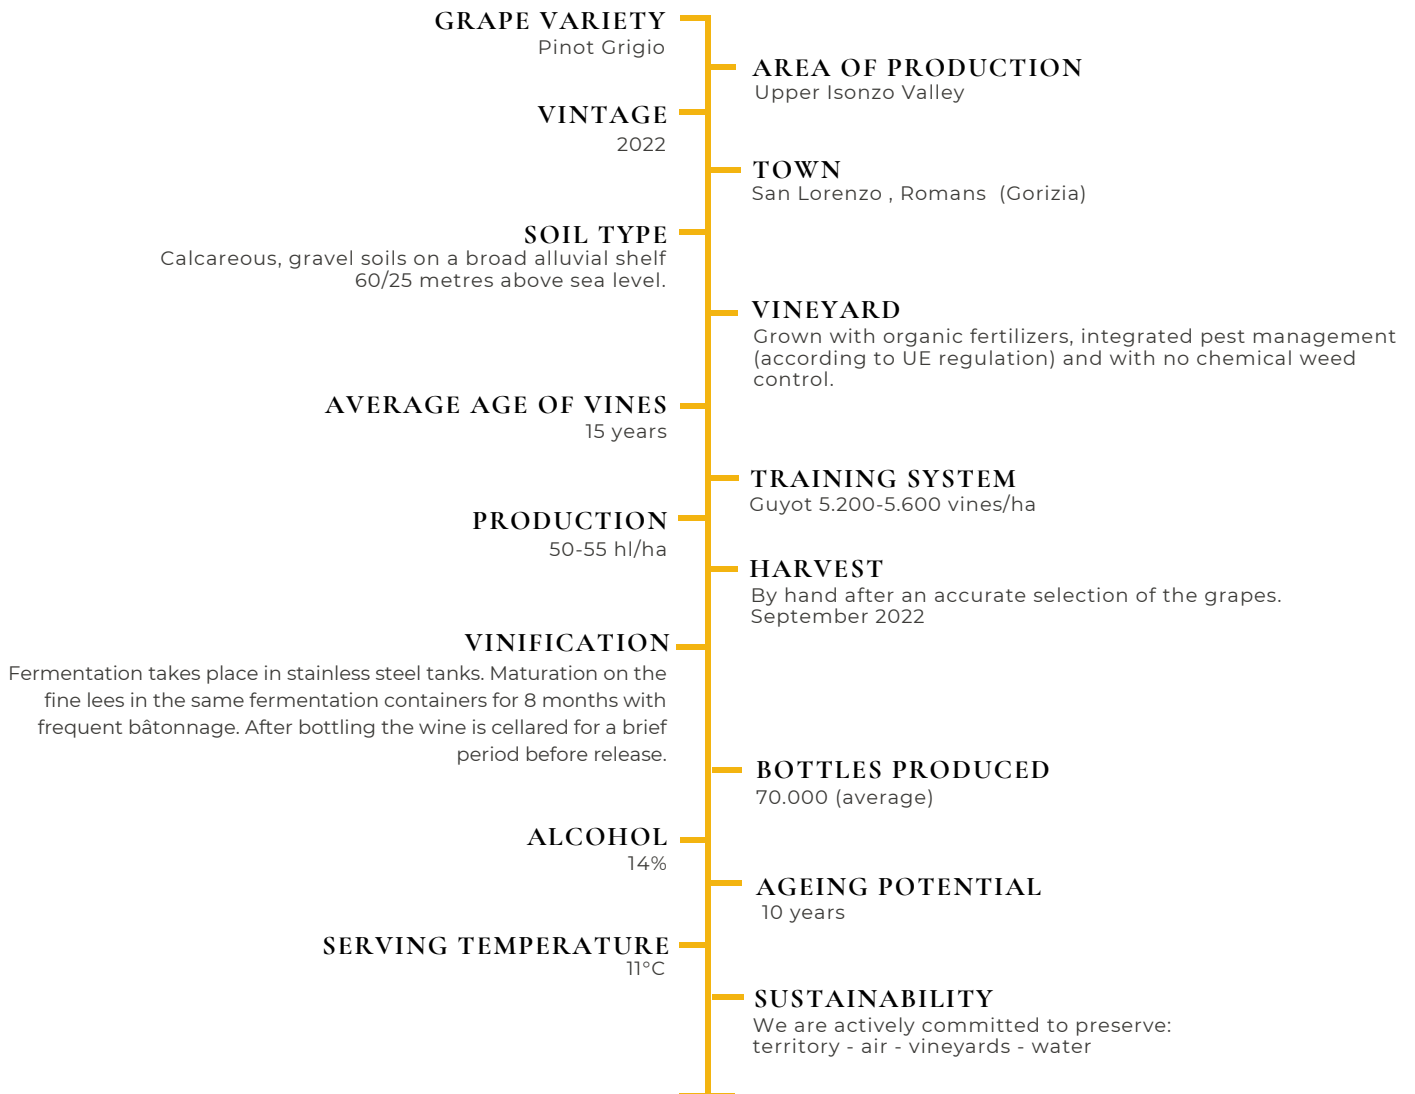 GRAPE VARIETY
Pinot Grigio
AREA OF PRODUCTION
Upper Isonzo Valley
VINTAGE
2022
TOWN
San Lorenzo , Romans  (Gorizia)
SOIL TYPE
Calcareous, gravel soils on a broad alluvial shelf
60/25 metres above sea level.
VINEYARD
Grown with organic fertilizers, integrated pest management
(according to UE regulation) and with no chemical weed
control.
AVERAGE AGE OF VINES
15 years
TRAINING SYSTEM
Guyot 5.200-5.600 vines/ha
PRODUCTION
50-55 hl/ha
HARVEST
By hand after an accurate selection of the grapes.
September 2022
VINIFICATION
Fermentation takes place in stainless steel tanks. Maturation on the
fine lees in the same fermentation containers for 8 months with
frequent bâtonnage. After bottling the wine is cellared for a brief
period before release.
BOTTLES PRODUCED
70.000 (average)
ALCOHOL
14%
AGEING POTENTIAL
10 years
SERVING TEMPERATURE
11°C
SUSTAINABILITY
We are actively committed to preserve:
territory - air - vineyards - water